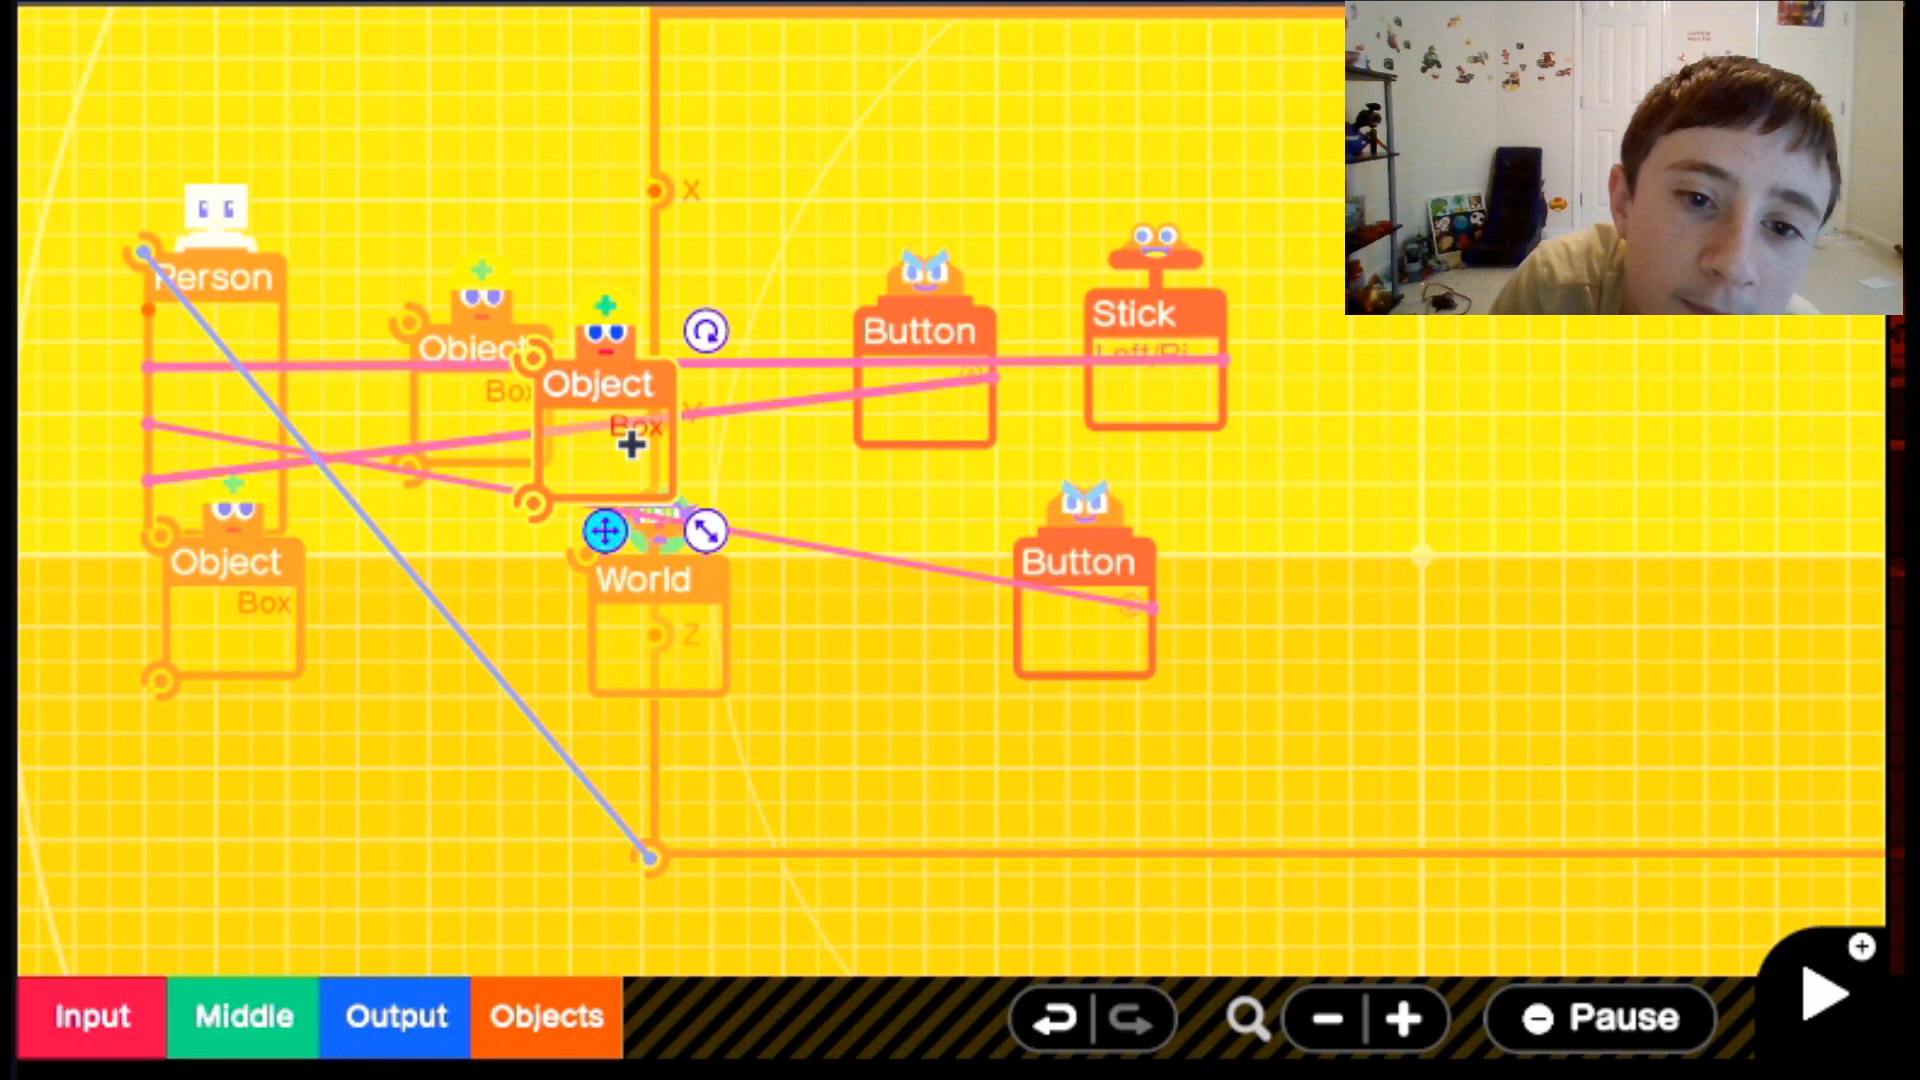 X
Person
Button
Stick
Object
Object
Box
Box
Y
World
Object
Button
Box
Z
Input
Middle
Output
Objects
Pause